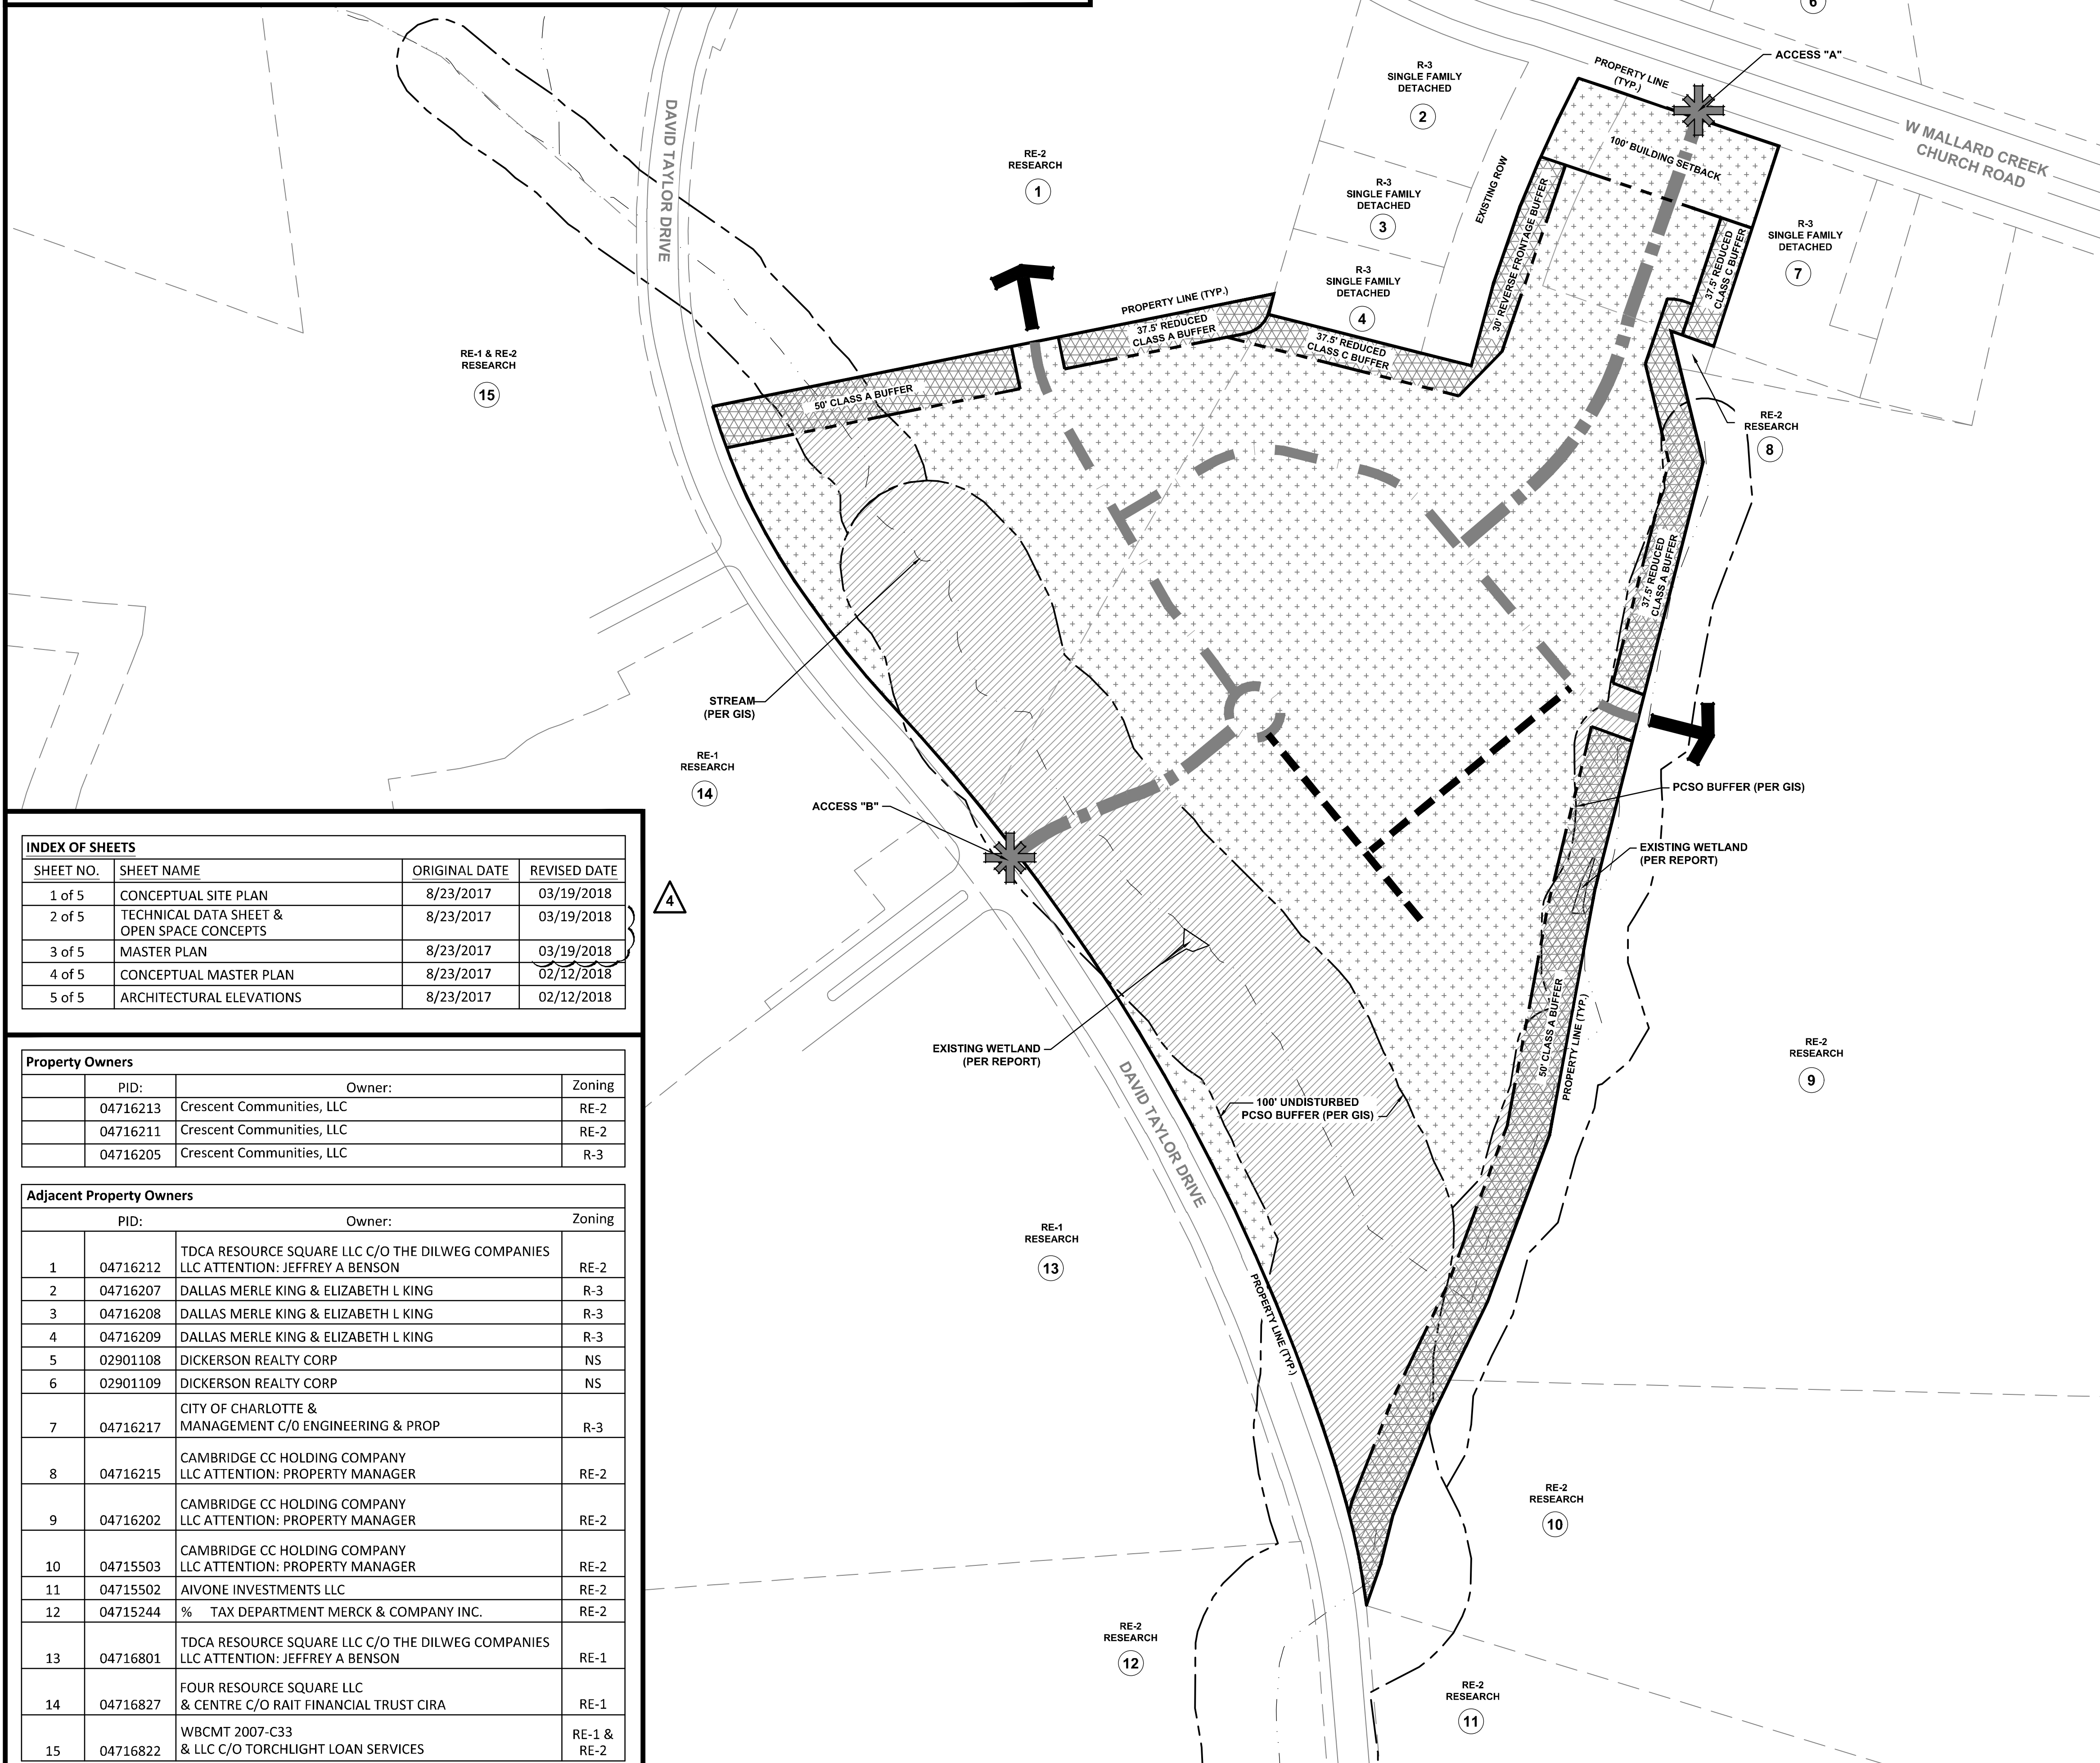 6
ACCESS "A"
PROPERTY LINE
(TYP.)
W MALLARD CREEK
CHURCH ROAD
100' BUILDING SETBACK
R-3
SINGLE FAMILY
DETACHED
2
R-3
SINGLE FAMILY
DETACHED
3
R-3
SINGLE FAMILY
DETACHED
4
EXISTING ROW
30' REVERSE FRONTAGE BUFFER
R-3
SINGLE FAMILY
DETACHED
7
37.5' REDUCED
CLASS C BUFFER
DAVID TAYLOR DRIVE
RE-2
RESEARCH
1
PROPERTY LINE (TYP.)
37.5' REDUCED
CLASS A BUFFER
37.5' REDUCED
CLASS C BUFFER
50' CLASS A BUFFER
RE-1 & RE-2
RESEARCH
15
RE-2
RESEARCH
8
37.5' REDUCED
CLASS A BUFFER
STREAM
(PER GIS)
RE-1
RESEARCH
14
ACCESS "B"
PCSO BUFFER (PER GIS)
EXISTING WETLAND
(PER REPORT)
50' CLASS A BUFFER
PROPERTY LINE (TYP.)
EXISTING WETLAND
(PER REPORT)
DAVID TAYLOR DRIVE
100' UNDISTURBED
PCSO BUFFER (PER GIS)
RE-2
RESEARCH
9
RE-1
RESEARCH
13
PROPERTY LINE (TYP.)
RE-2
RESEARCH
10
RE-2
RESEARCH
12
RE-2
RESEARCH
11
INDEX OF SHEETS
SHEET NO. SHEET NAME ORIGINAL DATE REVISED DATE
1 of 5 CONCEPTUAL SITE PLAN 8/23/2017 03/19/2018
2 of 5 TECHNICAL DATA SHEET & 8/23/2017 03/19/2018
OPEN SPACE CONCEPTS
3 of 5 MASTER PLAN 8/23/2017 03/19/2018
4 of 5 CONCEPTUAL MASTER PLAN 8/23/2017 02/12/2018
5 of 5 ARCHITECTURAL ELEVATIONS 8/23/2017 02/12/2018
4
Property Owners
PID: Owner: Zoning
04716213 Crescent Communities, LLC RE-2
04716211 Crescent Communities, LLC RE-2
04716205 Crescent Communities, LLC R-3
Adjacent Property Owners
PID: Owner: Zoning
TDCA RESOURCE SQUARE LLC C/O THE DILWEG COMPANIES
1 04716212 LLC ATTENTION: JEFFREY A BENSON RE-2
2 04716207 DALLAS MERLE KING & ELIZABETH L KING R-3
3 04716208 DALLAS MERLE KING & ELIZABETH L KING R-3
4 04716209 DALLAS MERLE KING & ELIZABETH L KING R-3
5 02901108 DICKERSON REALTY CORP NS
6 02901109 DICKERSON REALTY CORP NS
CITY OF CHARLOTTE &
7 04716217 MANAGEMENT C/0 ENGINEERING & PROP R-3
CAMBRIDGE CC HOLDING COMPANY
8 04716215 LLC ATTENTION: PROPERTY MANAGER RE-2
CAMBRIDGE CC HOLDING COMPANY
9 04716202 LLC ATTENTION: PROPERTY MANAGER RE-2
CAMBRIDGE CC HOLDING COMPANY
10 04715503 LLC ATTENTION: PROPERTY MANAGER RE-2
11 04715502 AIVONE INVESTMENTS LLC RE-2
12 04715244 % TAX DEPARTMENT MERCK & COMPANY INC. RE-2
TDCA RESOURCE SQUARE LLC C/O THE DILWEG COMPANIES
13 04716801 LLC ATTENTION: JEFFREY A BENSON RE-1
FOUR RESOURCE SQUARE LLC
14 04716827 & CENTRE C/O RAIT FINANCIAL TRUST CIRA RE-1
WBCMT 2007-C33 RE-1 &
15 04716822 & LLC C/O TORCHLIGHT LOAN SERVICES RE-2